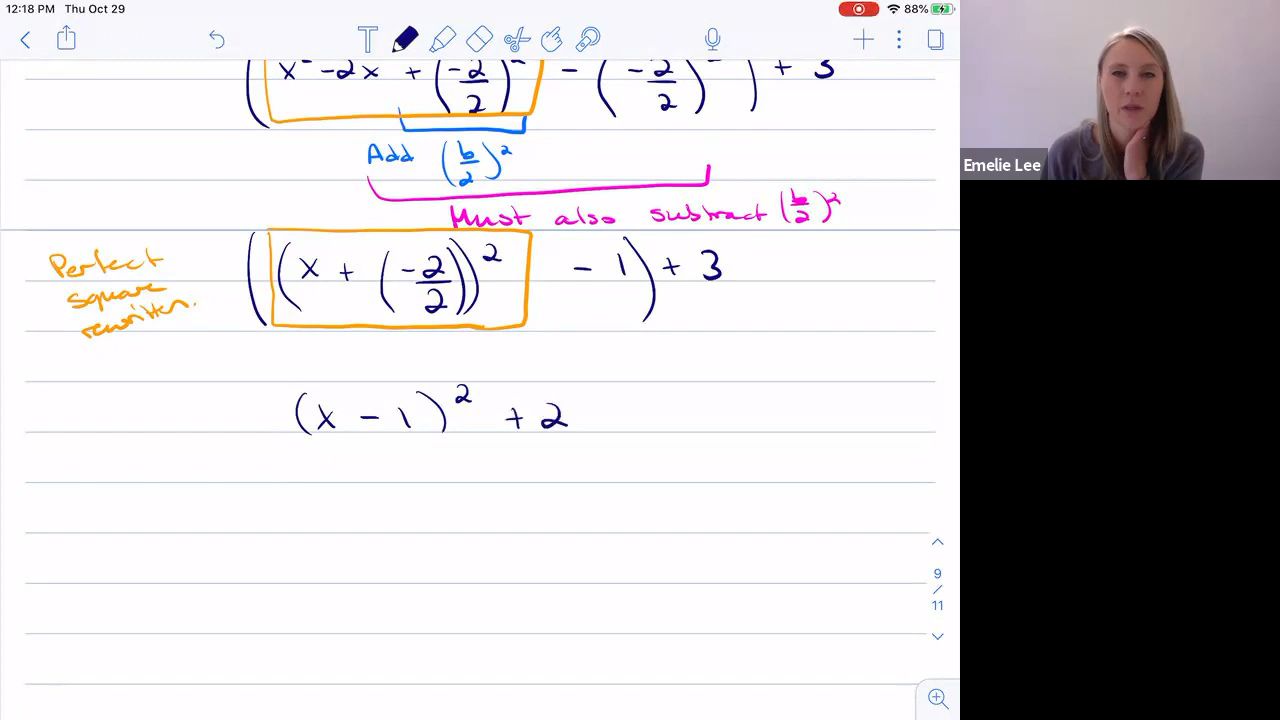 12:18 PM Thu Oct 29
88%
(x² -2x + (-2/2)² - (-2/2)²) + 3
Add (b/2)²
Must also subtract (b/2)²
Perfect
square
rewritten.
((x + (-2/2))² - 1) + 3
(x - 1)² + 2
Emelie Lee
T
9
/
11